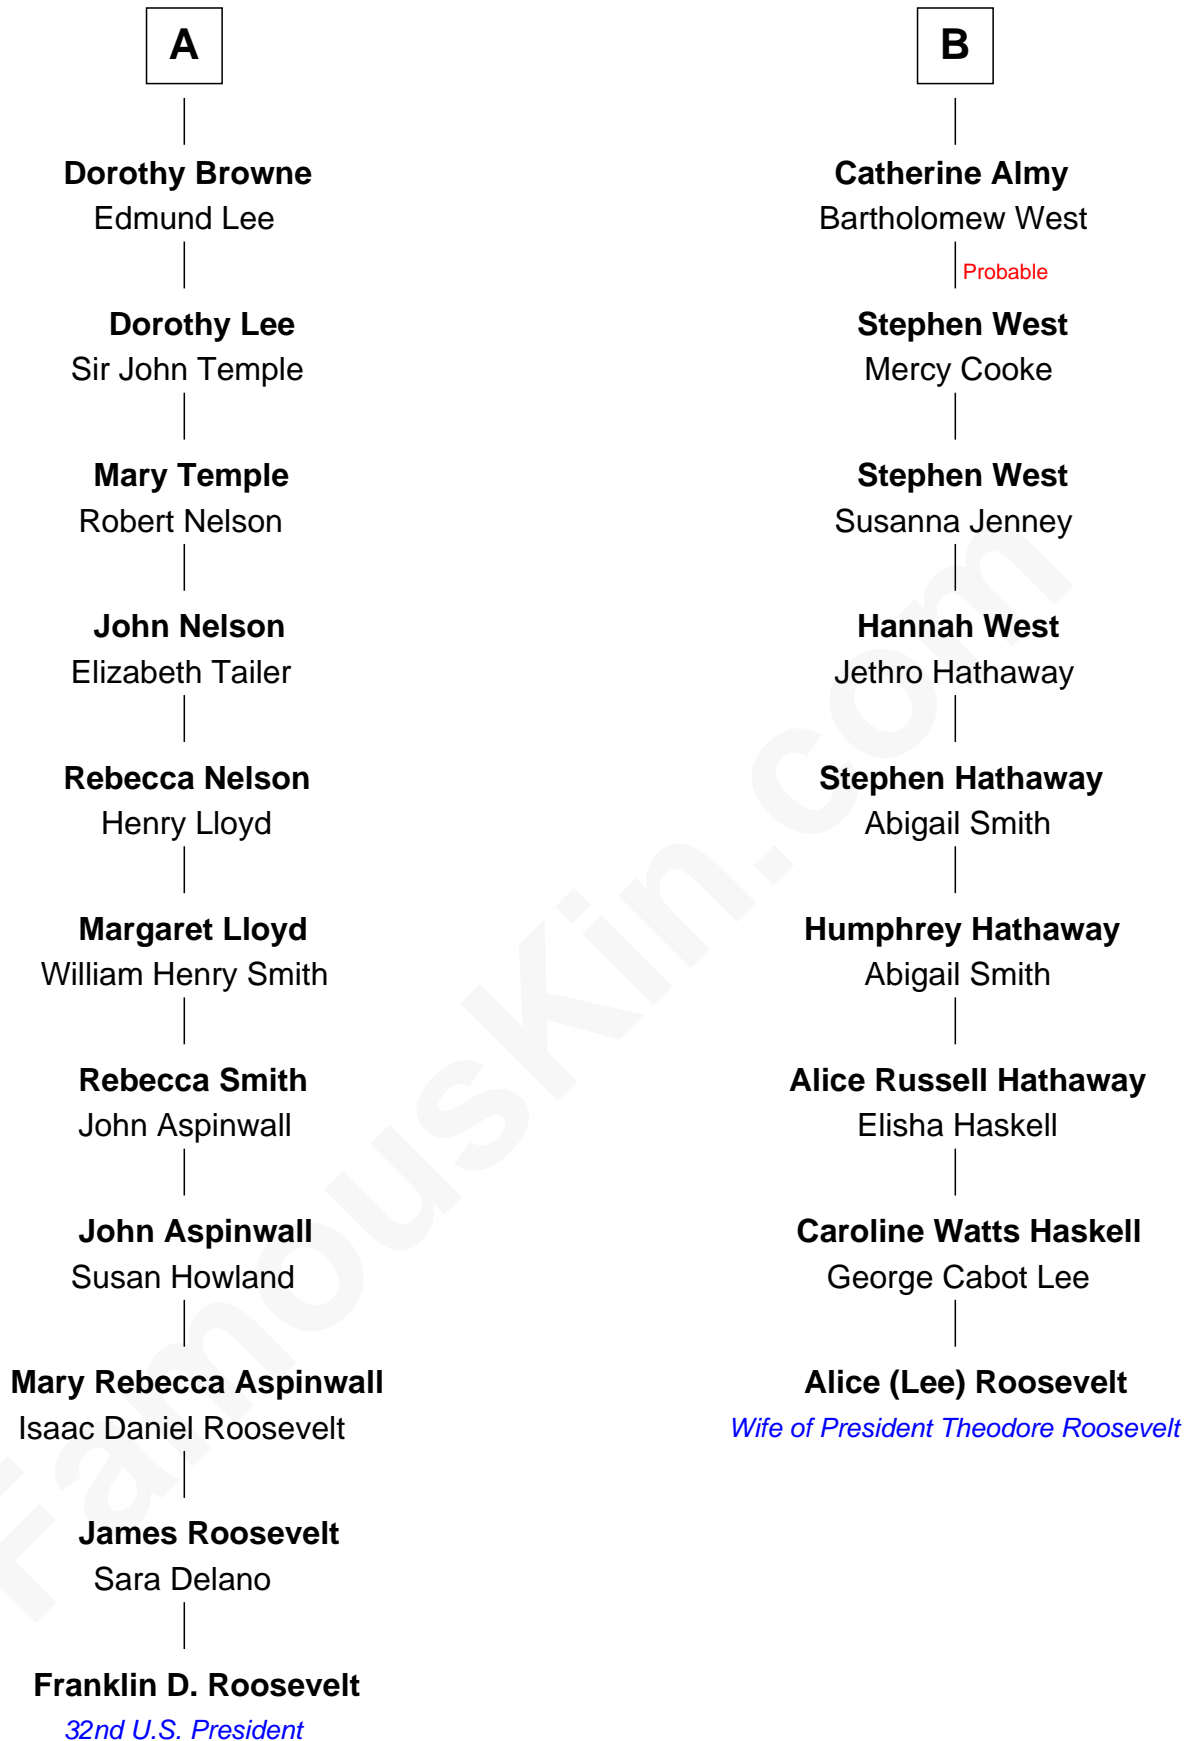 A
Dorothy Browne
Edmund Lee
Dorothy Lee
Sir John Temple
Mary Temple
Robert Nelson
John Nelson
Elizabeth Tailer
Rebecca Nelson
Henry Lloyd
Margaret Lloyd
William Henry Smith
Rebecca Smith
John Aspinwall
John Aspinwall
Susan Howland
Mary Rebecca Aspinwall
Isaac Daniel Roosevelt
James Roosevelt
Sara Delano
Franklin D. Roosevelt
32nd U.S. President
B
Catherine Almy
Bartholomew West
Probable
Stephen West
Mercy Cooke
Stephen West
Susanna Jenney
Hannah West
Jethro Hathaway
Stephen Hathaway
Abigail Smith
Humphrey Hathaway
Abigail Smith
Alice Russell Hathaway
Elisha Haskell
Caroline Watts Haskell
George Cabot Lee
Alice (Lee) Roosevelt
Wife of President Theodore Roosevelt
FamousKin.com